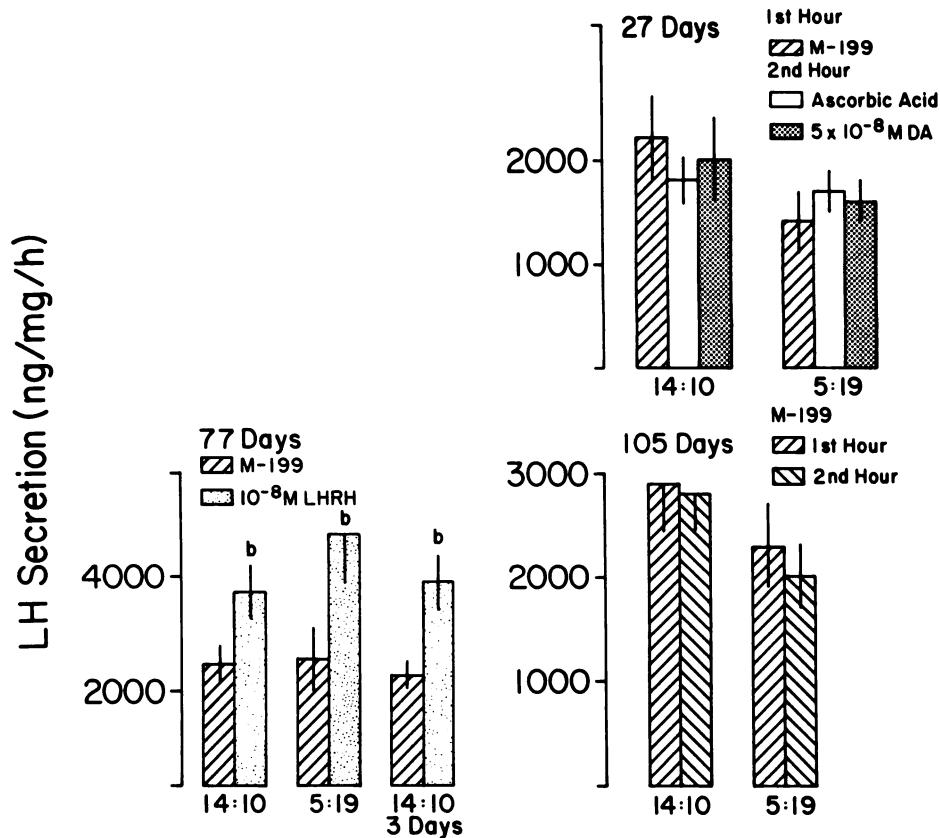 LH Secretion (ng/mg/h)
27 Days
1st Hour
M-199
2nd Hour
Ascorbic Acid
5 x 10⁻⁸ M DA
2000
1000
14:10
5:19
77 Days
M-199
10⁻⁸M LHRH
b
b
b
4000
2000
14:10
5:19
14:10
3 Days
105 Days
M-199
1st Hour
2nd Hour
3000
2000
1000
14:10
5:19